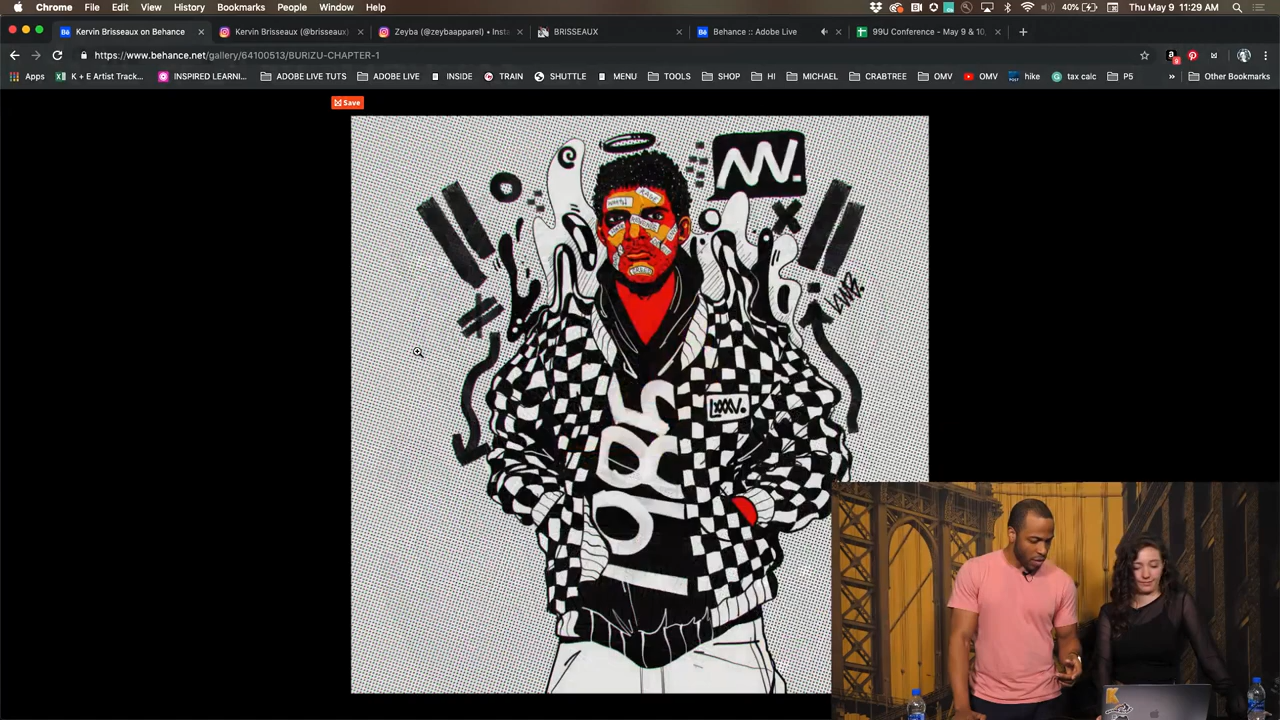 Chrome File Edit View History Bookmarks People Window Help 40% Thu May 9 11:29 AM
Kervin Brisseaux on Behance Kervin Brisseaux (@brisseaux) Zeyba (@zeybaapparel) • Insta BRISSEAUX Behance :: Adobe Live 99U Conference - May 9 & 10,
https://www.behance.net/gallery/64100513/BURIZU-CHAPTER-1
Apps K + E Artist Track... INSPIRED LEARNI... ADOBE LIVE TUTS ADOBE LIVE INSIDE TRAIN SHUTTLE MENU TOOLS SHOP HI MICHAEL CRABTREE OMV OMV hike tax calc P5 » Other Bookmarks
Save
LXXXV.
1985